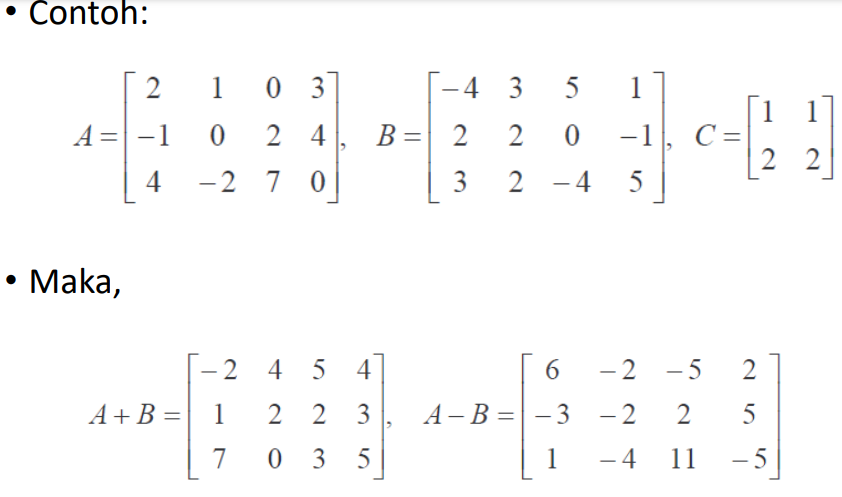 • Contoh:
A = [2 1 0 3; -1 0 2 4; 4 -2 7 0], B = [-4 3 5 1; 2 2 0 -1; 3 2 -4 5], C = [1 1; 2 2]
• Maka,
A + B = [-2 4 5 4; 1 2 2 3; 7 0 3 5], A - B = [6 -2 -5 2; -3 -2 2 5; 1 -4 11 -5]